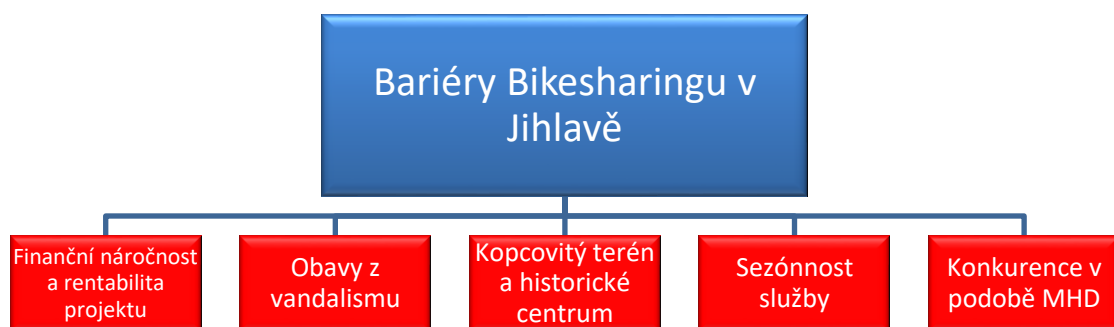 Bariéry Bikesharingu v
Jihlavě
Finanční náročnost
a rentabilita
projektu
Obavy z
vandalismu
Kopcovitý terén
a historické
centrum
Sezónnost
služby
Konkurence v
podobě MHD